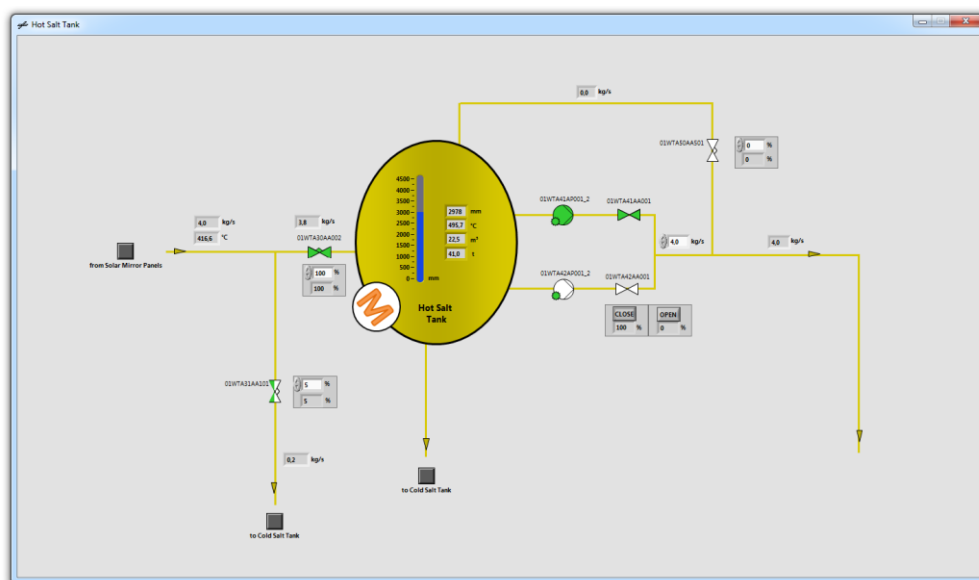 Hot Salt Tank
0,0 kg/s
01WTA50AA501
0 %
0 %
4500
4000
3500
3000
2500
2000
1500
1000
500
0 mm
2978 mm
495,7 °C
22,5 m³
41,0 t
Hot Salt
Tank
M
01WTA41AP001_2
01WTA41AA001
4,0 kg/s
416,6 °C
3,8 kg/s
01WTA30AA002
100 %
100 %
from Solar Mirror Panels
4,0 kg/s
4,0 kg/s
01WTA42AP001_2
01WTA42AA001
CLOSE OPEN
100 % 0 %
01WTA31AA101
5 %
5 %
0,2 kg/s
to Cold Salt Tank
to Cold Salt Tank